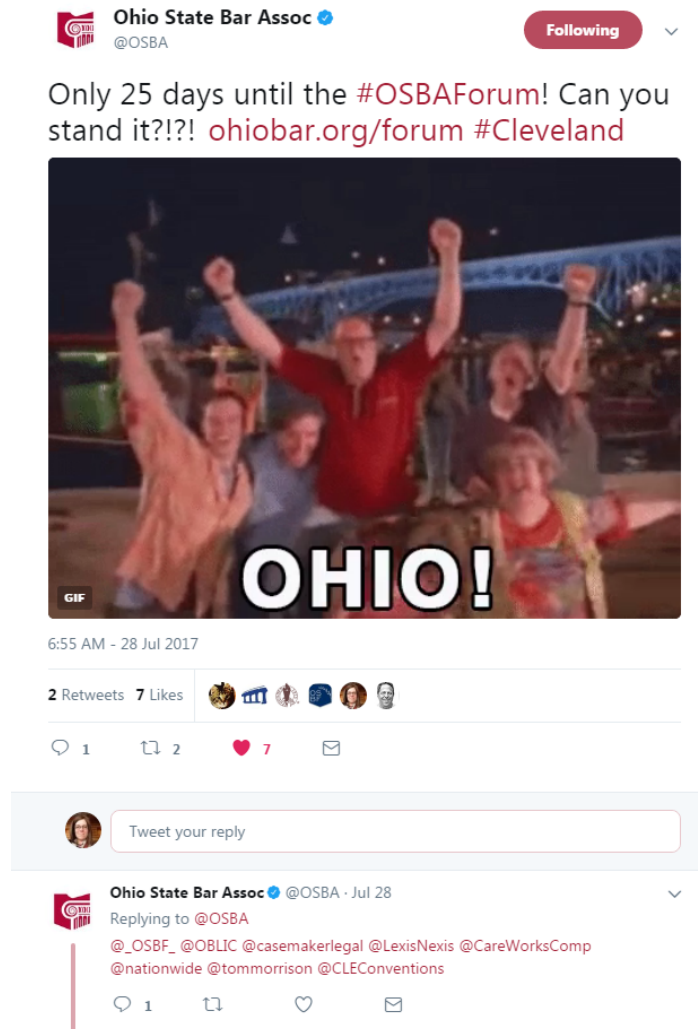 Ohio State Bar Assoc
@OSBA
Following
Only 25 days until the #OSBAForum! Can you
stand it?!?! ohiobar.org/forum #Cleveland
OHIO!
GIF
6:55 AM - 28 Jul 2017
2 Retweets 7 Likes
1 2 7
Tweet your reply
Ohio State Bar Assoc @OSBA · Jul 28
Replying to @OSBA
@_OSBF_ @OBLIC @casemakerlegal @LexisNexis @CareWorksComp
@nationwide @tommorrison @CLEConventions
1